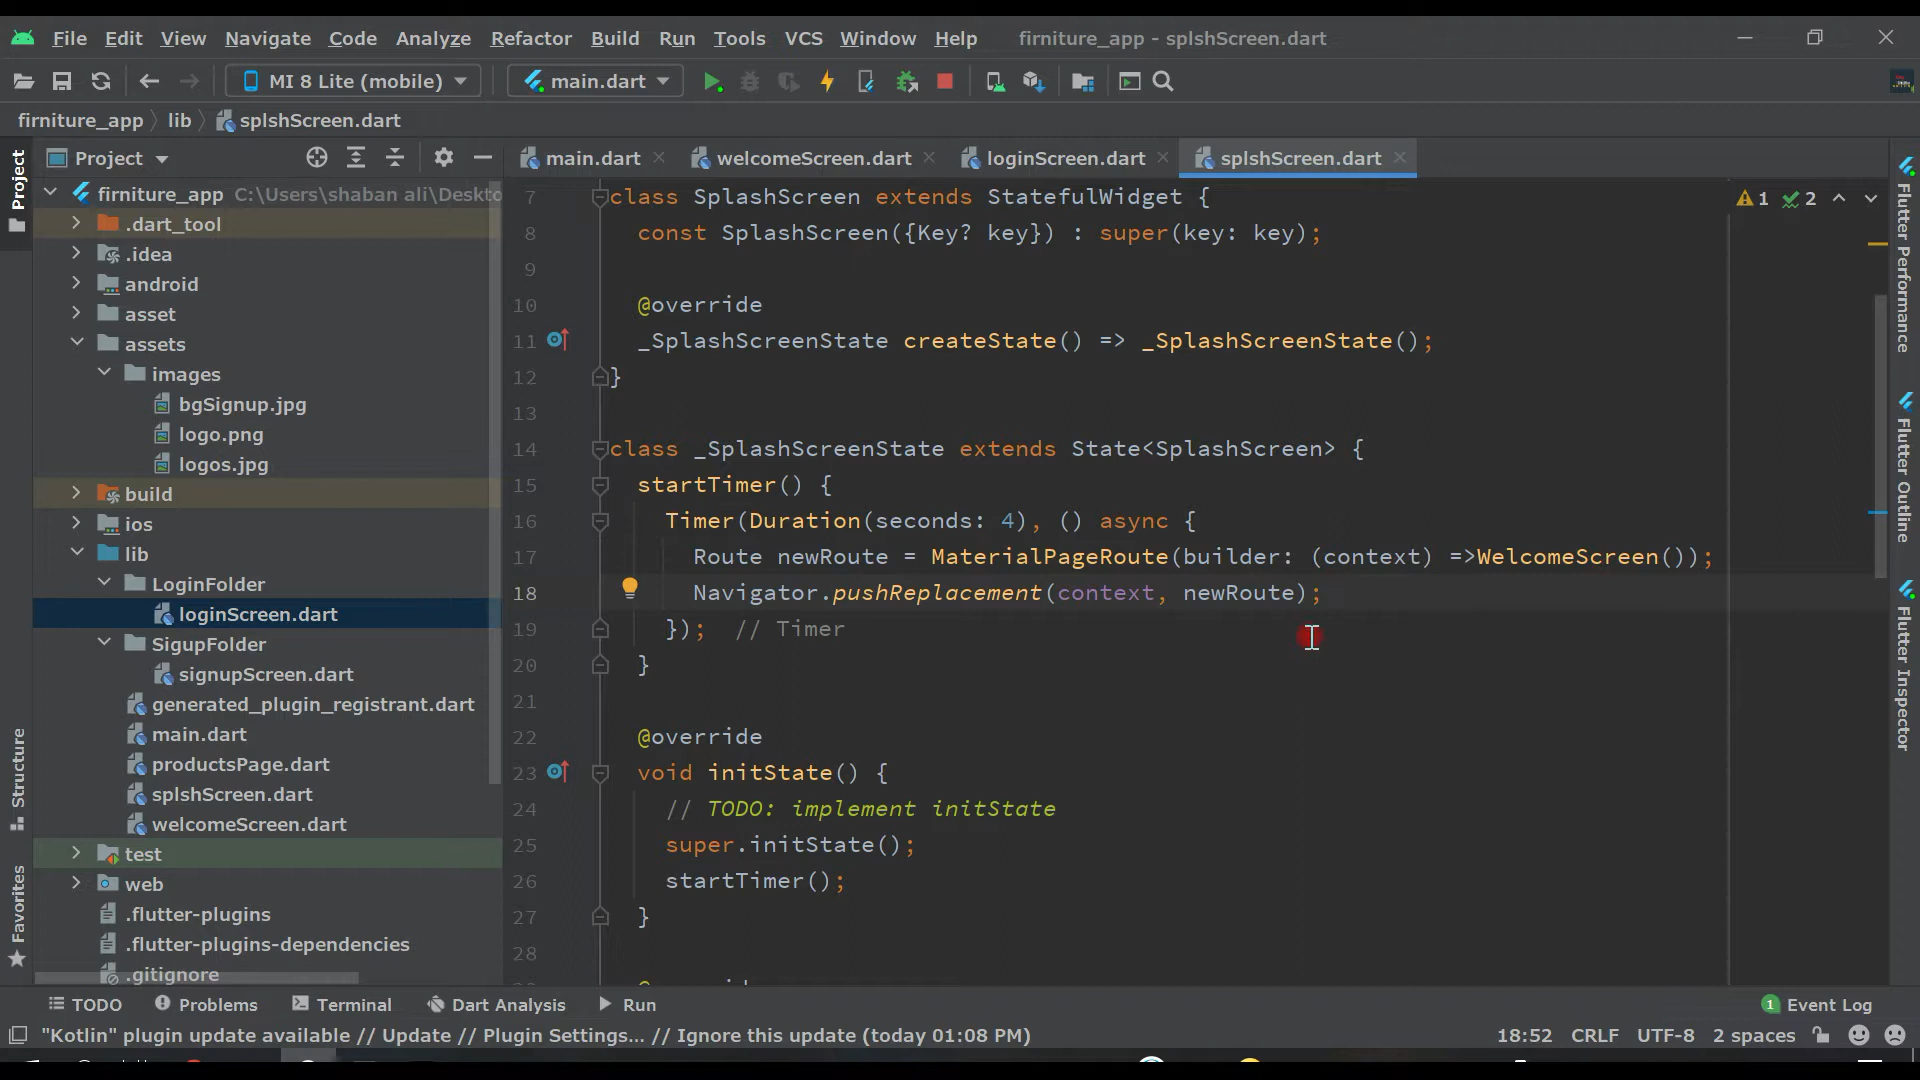 File Edit View Navigate Code Analyze Refactor Build Run Tools VCS Window Help firniture_app - splshScreen.dart
MI 8 Lite (mobile) main.dart
firniture_app lib splshScreen.dart
Project main.dart welcomeScreen.dart loginScreen.dart splshScreen.dart
Project
Structure
Favorites
firniture_app C:\Users\shaban ali\Deskto
.dart_tool
.idea
android
asset
assets
images
bgSignup.jpg
logo.png
logos.jpg
build
ios
lib
LoginFolder
loginScreen.dart
SigupFolder
signupScreen.dart
generated_plugin_registrant.dart
main.dart
productsPage.dart
splshScreen.dart
welcomeScreen.dart
test
web
.flutter-plugins
.flutter-plugins-dependencies
.gitignore
1 2
7 class SplashScreen extends StatefulWidget {
8 const SplashScreen({Key? key}) : super(key: key);
9
10 @override
11 _SplashScreenState createState() => _SplashScreenState();
12 }
13
14 class _SplashScreenState extends State<SplashScreen> {
15 startTimer() {
16 Timer(Duration(seconds: 4), () async {
17 Route newRoute = MaterialPageRoute(builder: (context) =>WelcomeScreen());
18 Navigator.pushReplacement(context, newRoute);
19 }); // Timer
20 }
21
22 @override
23 void initState() {
24 // TODO: implement initState
25 super.initState();
26 startTimer();
27 }
28
Flutter Performance
Flutter Outline
Flutter Inspector
TODO Problems Terminal Dart Analysis Run 1 Event Log
"Kotlin" plugin update available // Update // Plugin Settings... // Ignore this update (today 01:08 PM) 18:52 CRLF UTF-8 2 spaces